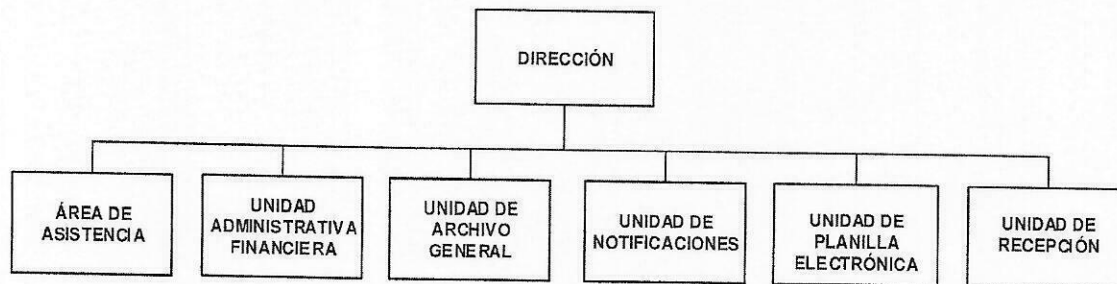 DIRECCIÓN
ÁREA DE
ASISTENCIA
UNIDAD
ADMINISTRATIVA
FINANCIERA
UNIDAD DE
ARCHIVO
GENERAL
UNIDAD DE
NOTIFICACIONES
UNIDAD DE
PLANILLA
ELECTRÓNICA
UNIDAD DE
RECEPCIÓN